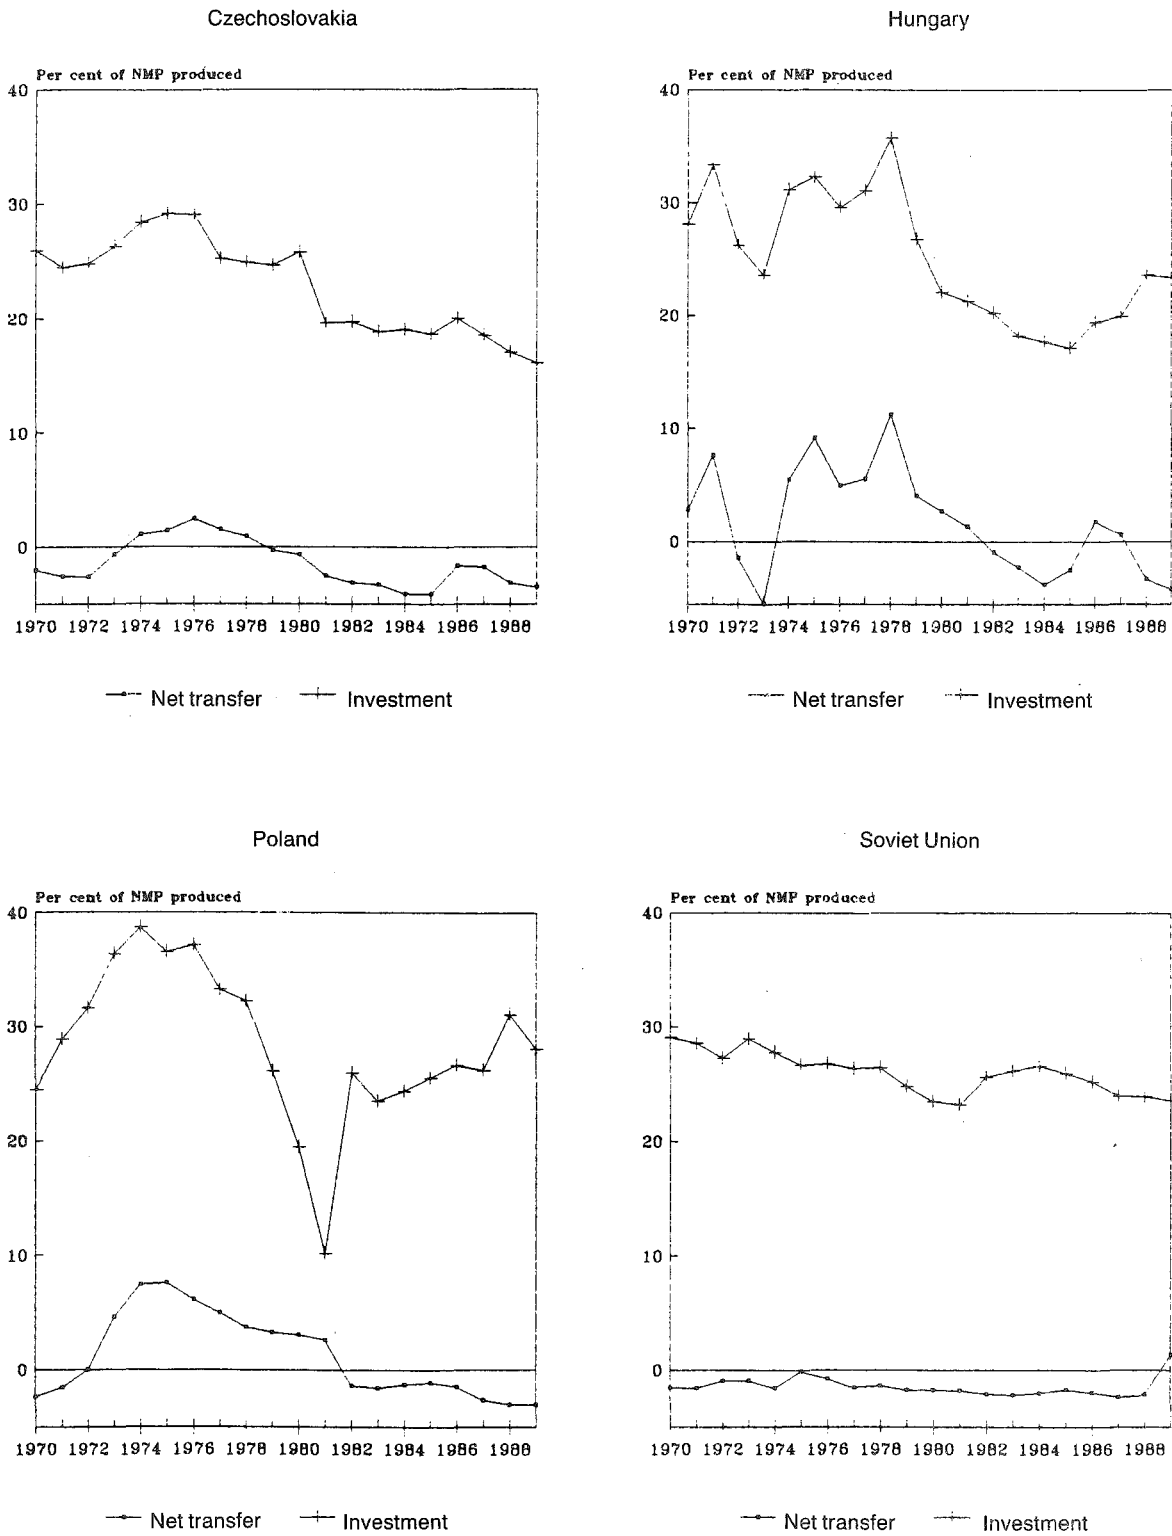 Czechoslovakia
Per cent of NMP produced
40
30
20
10
0
1970 1972 1974 1976 1978 1980 1982 1984 1986 1988
Net transfer Investment
Hungary
Per cent of NMP produced
40
30
20
10
0
1970 1972 1974 1976 1978 1980 1982 1984 1986 1988
Net transfer Investment
Poland
Per cent of NMP produced
40
30
20
10
0
1970 1972 1974 1976 1978 1980 1982 1984 1986 1988
Net transfer Investment
Soviet Union
Per cent of NMP produced
40
30
20
10
0
1970 1972 1974 1976 1978 1980 1982 1984 1986 1988
Net transfer Investment